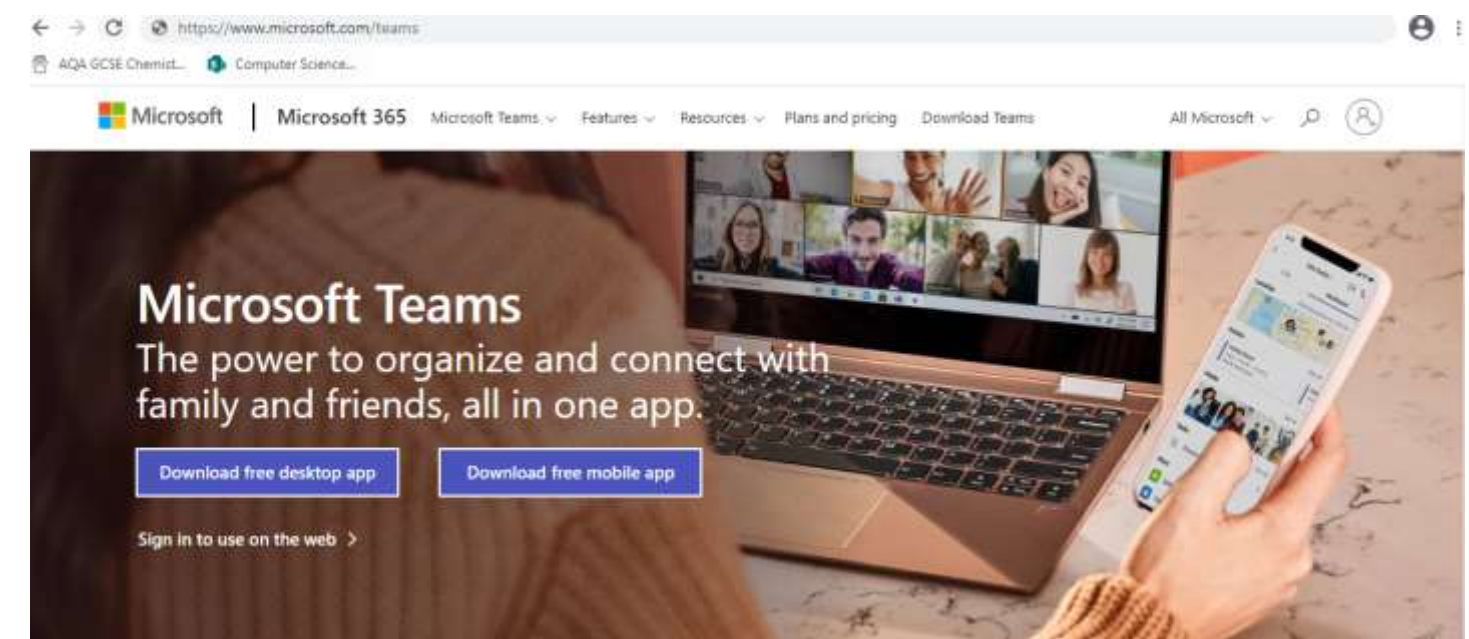 https://www.microsoft.com/teams
AQA GCSE Chemist... Computer Science...
Microsoft | Microsoft 365 Microsoft Teams Features Resources Plans and pricing Download Teams All Microsoft
Microsoft Teams
The power to organize and connect with
family and friends, all in one app.
Download free desktop app Download free mobile app
Sign in to use on the web >